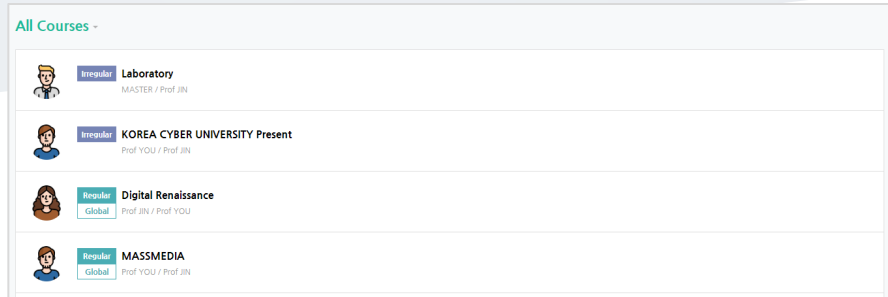 All Courses
Irregular Laboratory
MASTER / Prof JIN
Irregular KOREA CYBER UNIVERSITY Present
Prof YOU / Prof JIN
Regular Digital Renaissance
Global Prof JIN / Prof YOU
Regular MASSMEDIA
Global Prof YOU / Prof JIN